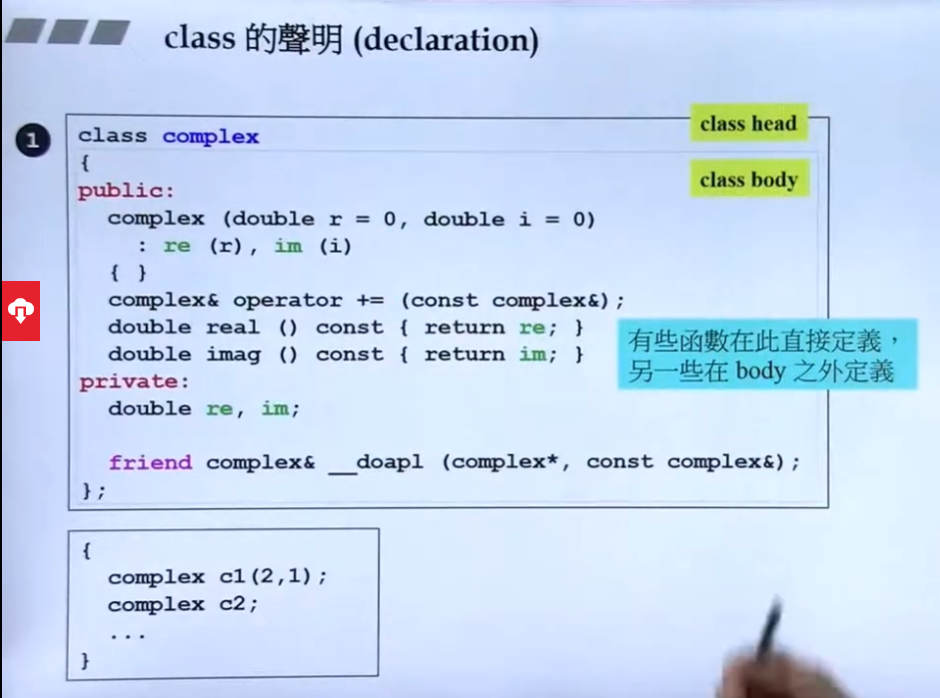 class 的聲明 (declaration)
1
class complex
class head
{
class body
public:
complex (double r = 0, double i = 0)
: re (r), im (i)
{ }
complex& operator += (const complex&);
double real () const { return re; }
double imag () const { return im; }
有些函數在此直接定義，
另一些在 body 之外定義
private:
double re, im;
friend complex& __doapl (complex*, const complex&);
};
{
complex c1(2,1);
complex c2;
...
}